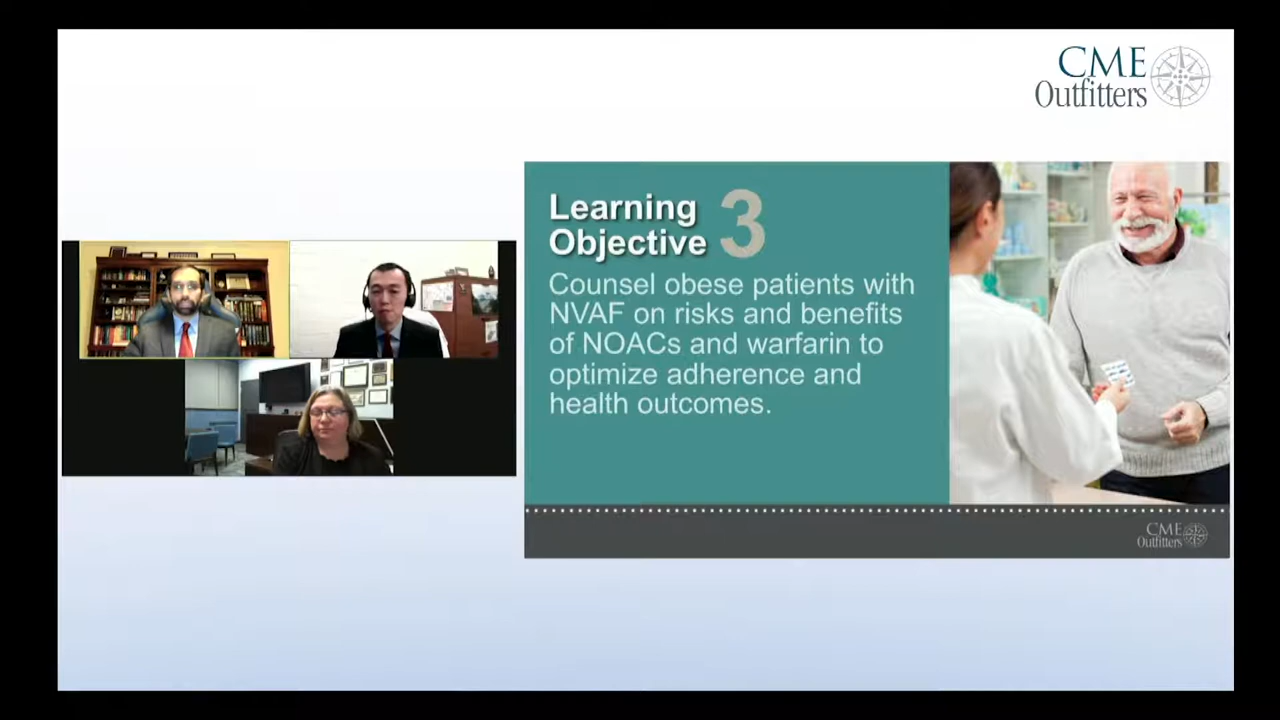 CME
Outfitters
Learning
Objective 3
Counsel obese patients with
NVAF on risks and benefits
of NOACs and warfarin to
optimize adherence and
health outcomes.
CME
Outfitters